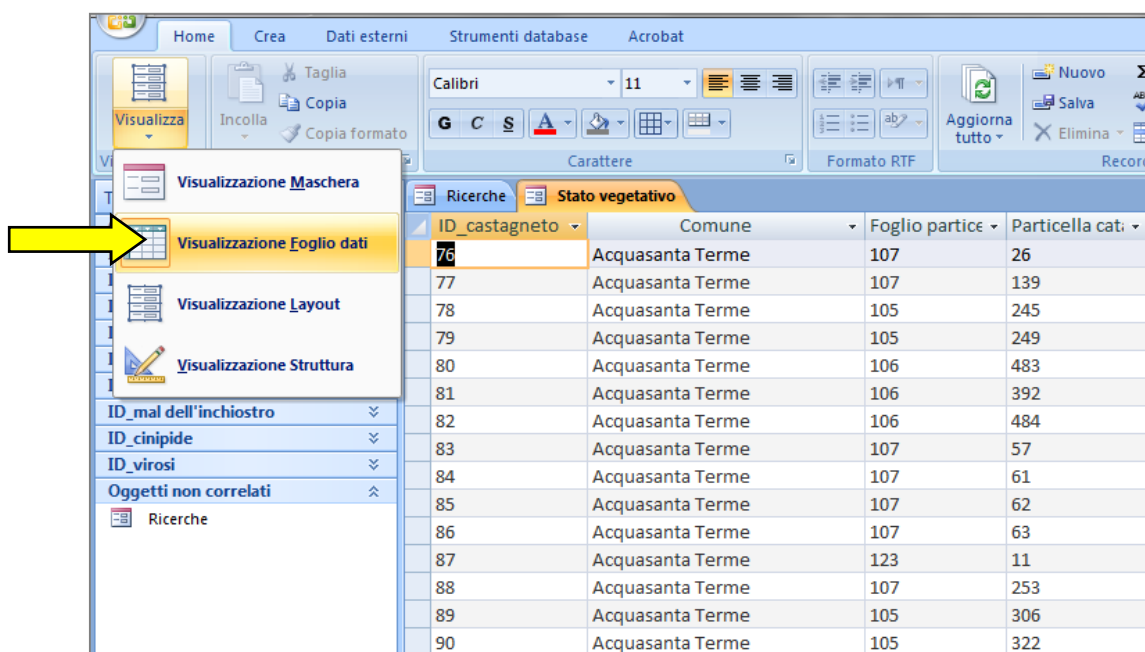 Home Crea Dati esterni Strumenti database Acrobat
Visualizza
Incolla
Taglia
Copia
Copia formato
Calibri 11
G C S A
Carattere
Formato RTF
Aggiorna tutto
Nuovo
Salva
Elimina
Visualizzazione Maschera
Visualizzazione Foglio dati
Visualizzazione Layout
Visualizzazione Struttura
ID_mal dell'inchiostro
ID_cinipide
ID_virosi
Oggetti non correlati
Ricerche
Ricerche Stato vegetativo
ID_castagneto Comune Foglio partice Particella cata
76 Acquasanta Terme 107 26
77 Acquasanta Terme 107 139
78 Acquasanta Terme 105 245
79 Acquasanta Terme 105 249
80 Acquasanta Terme 106 483
81 Acquasanta Terme 106 392
82 Acquasanta Terme 106 484
83 Acquasanta Terme 107 57
84 Acquasanta Terme 107 61
85 Acquasanta Terme 107 62
86 Acquasanta Terme 107 63
87 Acquasanta Terme 123 11
88 Acquasanta Terme 107 253
89 Acquasanta Terme 105 306
90 Acquasanta Terme 105 322